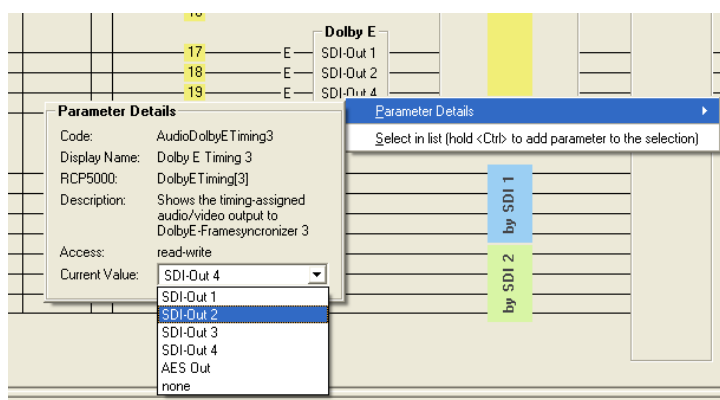 Dolby E
17 E SDI-Out 1
18 E SDI-Out 2
19 E SDI-Out 4
Parameter Details
Select in list (hold <Ctrl> to add parameter to the selection)
Parameter Details
Code: AudioDolbyETiming3
Display Name: Dolby E Timing 3
RCP5000: DolbyETiming[3]
Description: Shows the timing-assigned
audio/video output to
DolbyE-Framesyncronizer 3
Access: read-write
Current Value: SDI-Out 4
SDI-Out 1
SDI-Out 2
SDI-Out 3
SDI-Out 4
AES Out
none
by SDI 1
by SDI 2